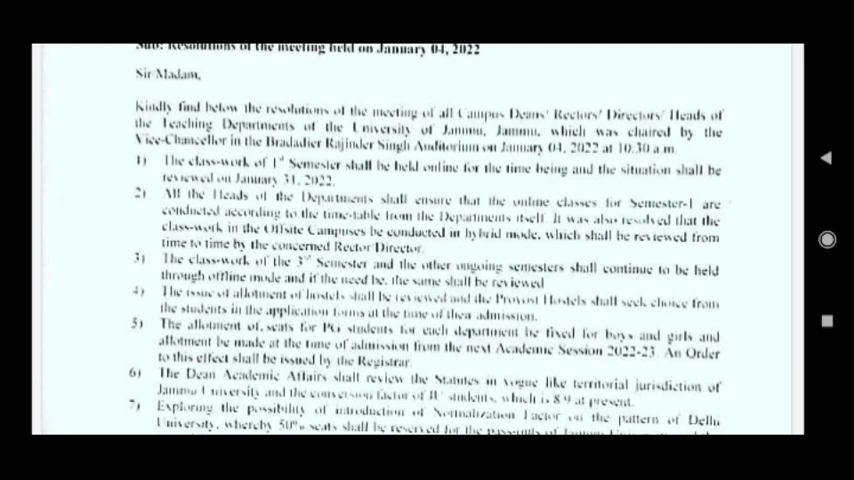 Sub: Resolutions of the meeting held on January 04, 2022
Sir Madam,
Kindly find below the resolutions of the meeting of all Campus Deans/ Rectors/ Directors/ Heads of
the Teaching Departments of the University of Jammu, Jammu, which was chaired by the
Vice-Chancellor in the Bradadier Rajinder Singh Auditorium on January 04, 2022 at 10.30 a.m.
1) The class-work of 1st Semester shall be held online for the time being and the situation shall be
reviewed on January 31, 2022.
2) All the Heads of the Departments shall ensure that the online classes for Semester-I are
conducted according to the time-table from the Departments itself. It was also resolved that the
class-work in the Offsite Campuses be conducted in hybrid mode, which shall be reviewed from
time to time by the concerned Rector Director.
3) The class-work of the 3rd Semester and the other ongoing semesters shall continue to be held
through offline mode and if the need be, the same shall be reviewed
4) The issue of allotment of hostels shall be reviewed and the Provost Hostels shall seek choice from
the students in the application forms at the time of their admission.
5) The allotment of seats for PG students for each department be fixed for boys and girls and
allotment be made at the time of admission from the next Academic Session 2022-23. An Order
to this effect shall be issued by the Registrar.
6) The Dean Academic Affairs shall review the Statutes in vogue like territorial jurisdiction of
Jammu University and the conversion factor of students, which is 8.9 at present.
7) Exploring the possibility of introduction of Normalization Factor on the pattern of Delhi
University, whereby 50% seats shall be reserved for the